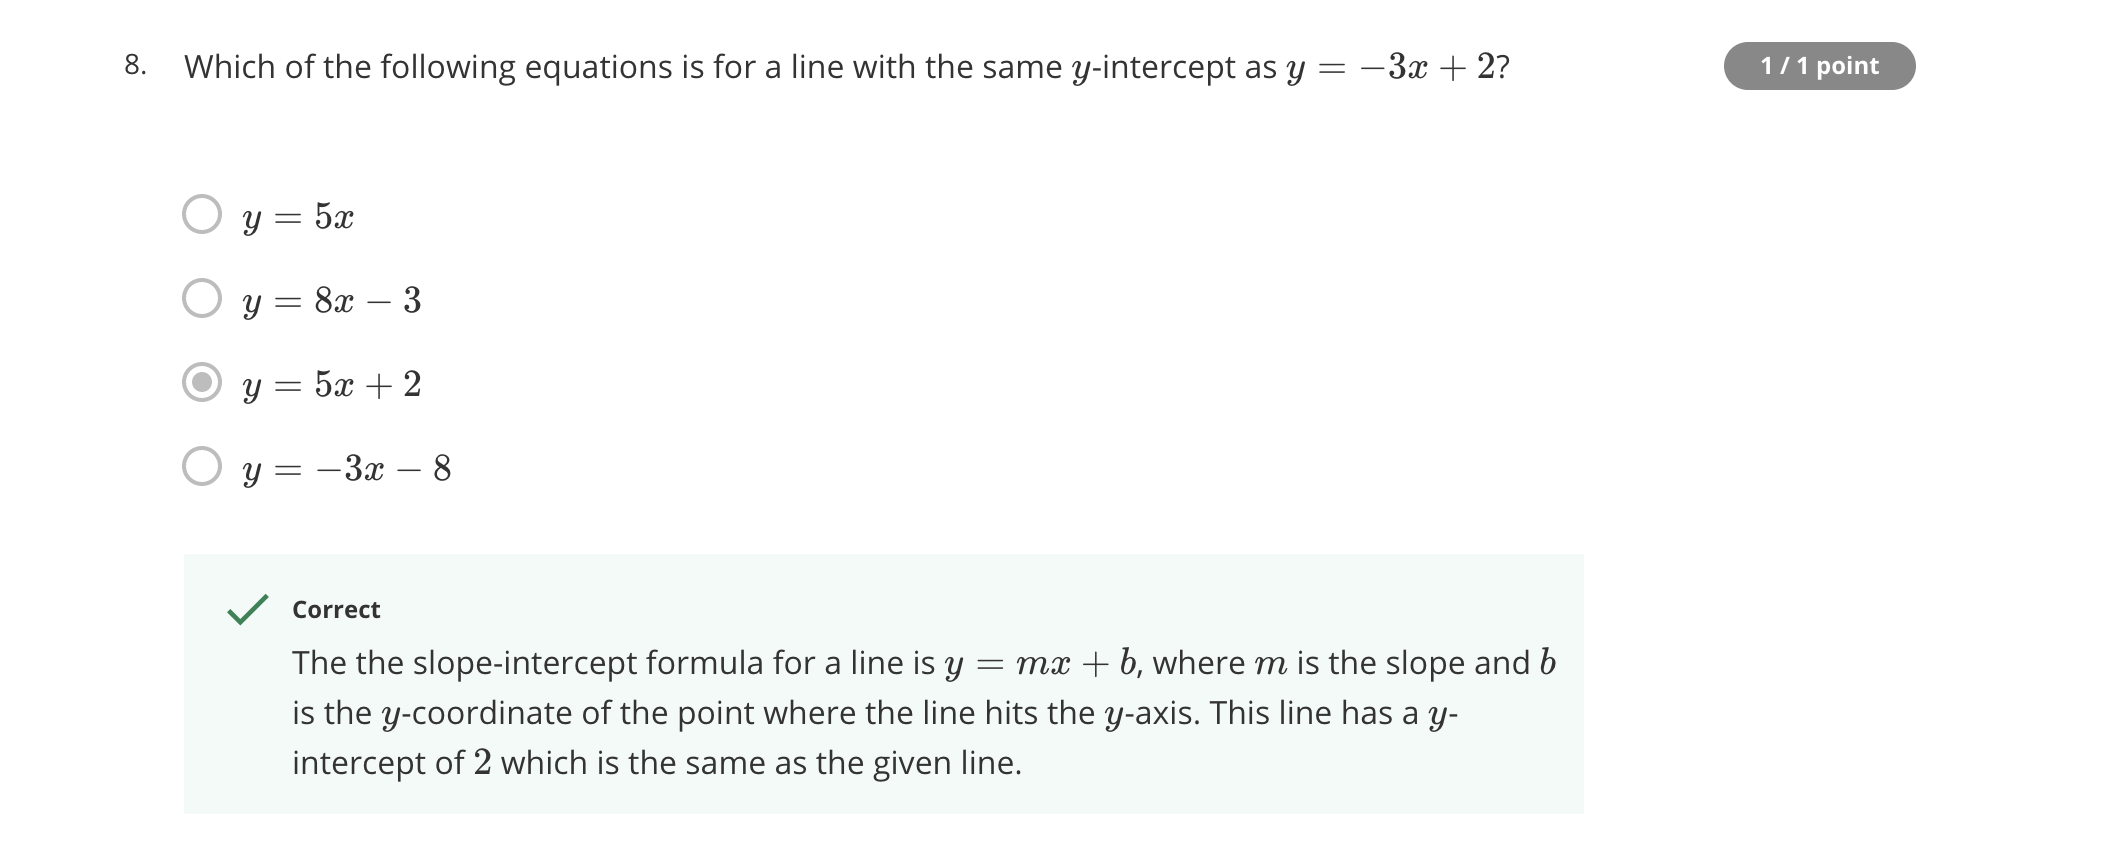 8. Which of the following equations is for a line with the same y-intercept as y = −3x + 2?
1 / 1 point
y = 5x
y = 8x − 3
y = 5x + 2
y = −3x − 8
Correct
The the slope-intercept formula for a line is y = mx + b, where m is the slope and b
is the y-coordinate of the point where the line hits the y-axis. This line has a y-
intercept of 2 which is the same as the given line.